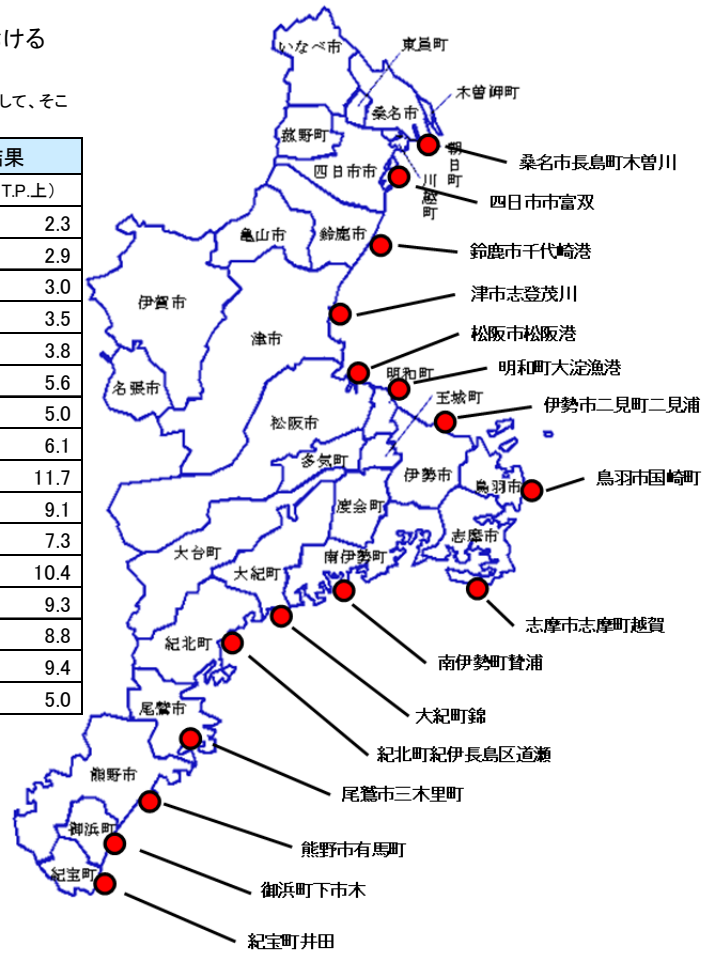 ける
して、そこ
結果
T.P.上）
2.3
2.9
3.0
3.5
3.8
5.6
5.0
6.1
11.7
9.1
7.3
10.4
9.3
8.8
9.4
5.0
いなべ市
東員町
木曽岬町
桑名市
菰野町
朝日町
四日市市
川越町
亀山市
鈴鹿市
伊賀市
津市
名張市
明和町
玉城町
松阪市
多気町
伊勢市
鳥羽市
度会町
志摩市
南伊勢町
大台町
大紀町
紀北町
尾鷲市
熊野市
御浜町
紀宝町
桑名市長島町木曽川
四日市市富双
鈴鹿市千代崎港
津市志登茂川
松阪市松阪港
明和町大淀漁港
伊勢市二見町二見浦
鳥羽市国崎町
志摩市志摩町越賀
南伊勢町贄浦
大紀町錦
紀北町紀伊長島区道瀬
尾鷲市三木里町
熊野市有馬町
御浜町下市木
紀宝町井田